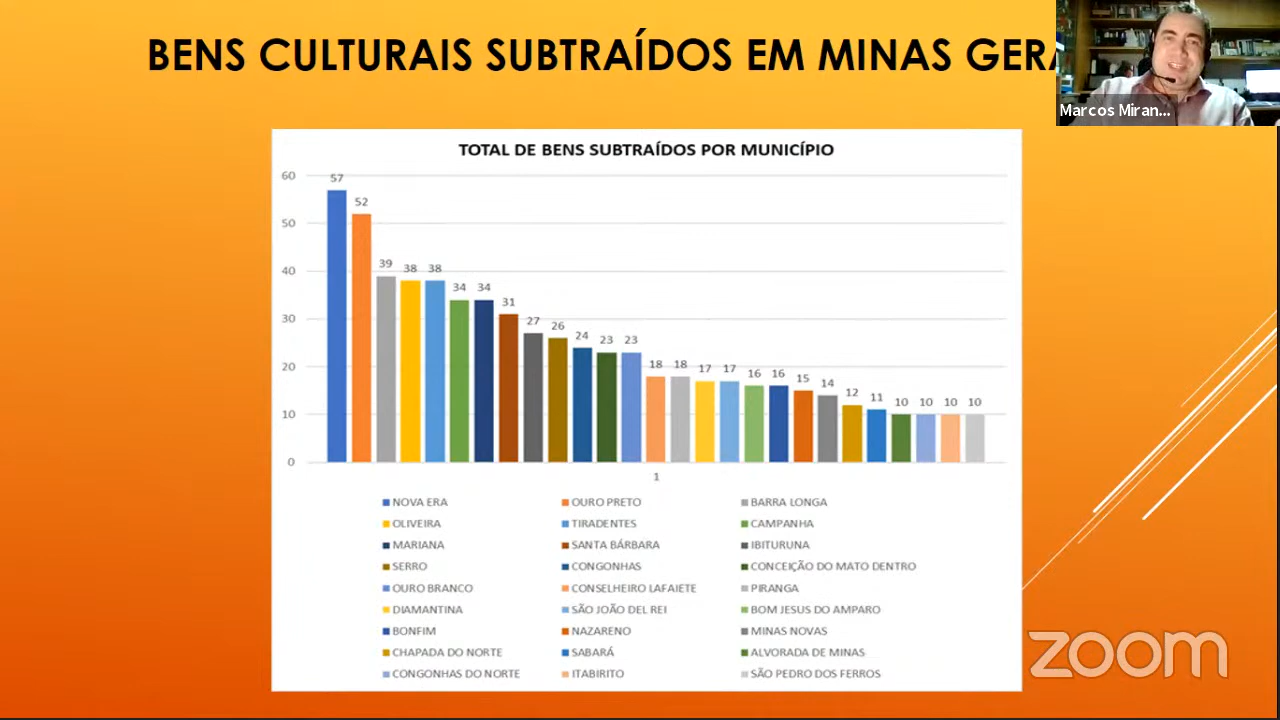 BENS CULTURAIS SUBTRAÍDOS EM MINAS GERA
Marcos Miran...
TOTAL DE BENS SUBTRAÍDOS POR MUNICÍPIO
60
50
40
30
20
10
0
57 52 39 38 38 34 34 31 27 26 24 23 23 18 18 17 17 16 16 15 14 12 11 10 10 10 10
1
NOVA ERA OURO PRETO BARRA LONGA
OLIVEIRA TIRADENTES CAMPANHA
MARIANA SANTA BÁRBARA IBITURUNA
SERRO CONGONHAS CONCEIÇÃO DO MATO DENTRO
OURO BRANCO CONSELHEIRO LAFAIETE PIRANGA
DIAMANTINA SÃO JOÃO DEL REI BOM JESUS DO AMPARO
BONFIM NAZARENO MINAS NOVAS
CHAPADA DO NORTE SABARÁ ALVORADA DE MINAS
CONGONHAS DO NORTE ITABIRITO SÃO PEDRO DOS FERROS
zoom